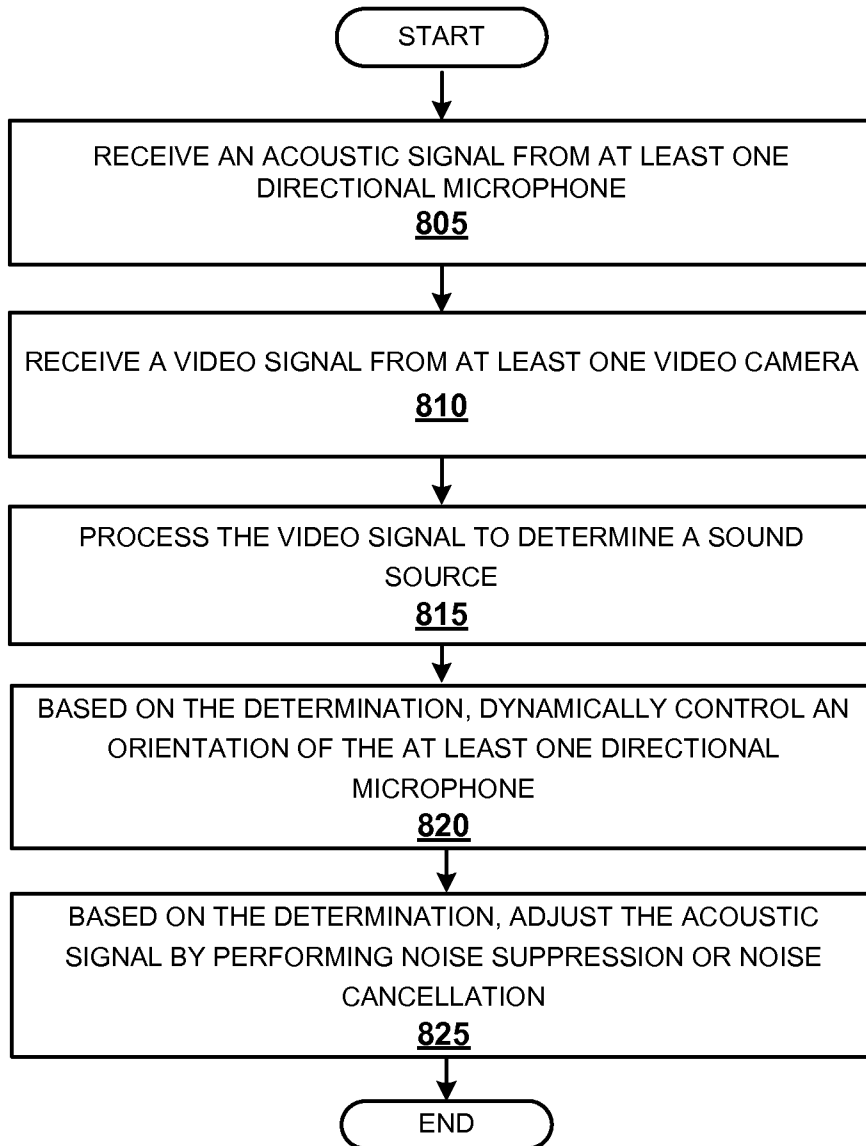 START
RECEIVE AN ACOUSTIC SIGNAL FROM AT LEAST ONE
DIRECTIONAL MICROPHONE
805
RECEIVE A VIDEO SIGNAL FROM AT LEAST ONE VIDEO CAMERA
810
PROCESS THE VIDEO SIGNAL TO DETERMINE A SOUND
SOURCE
815
BASED ON THE DETERMINATION, DYNAMICALLY CONTROL AN
ORIENTATION OF THE AT LEAST ONE DIRECTIONAL
MICROPHONE
820
BASED ON THE DETERMINATION, ADJUST THE ACOUSTIC
SIGNAL BY PERFORMING NOISE SUPPRESSION OR NOISE
CANCELLATION
825
END